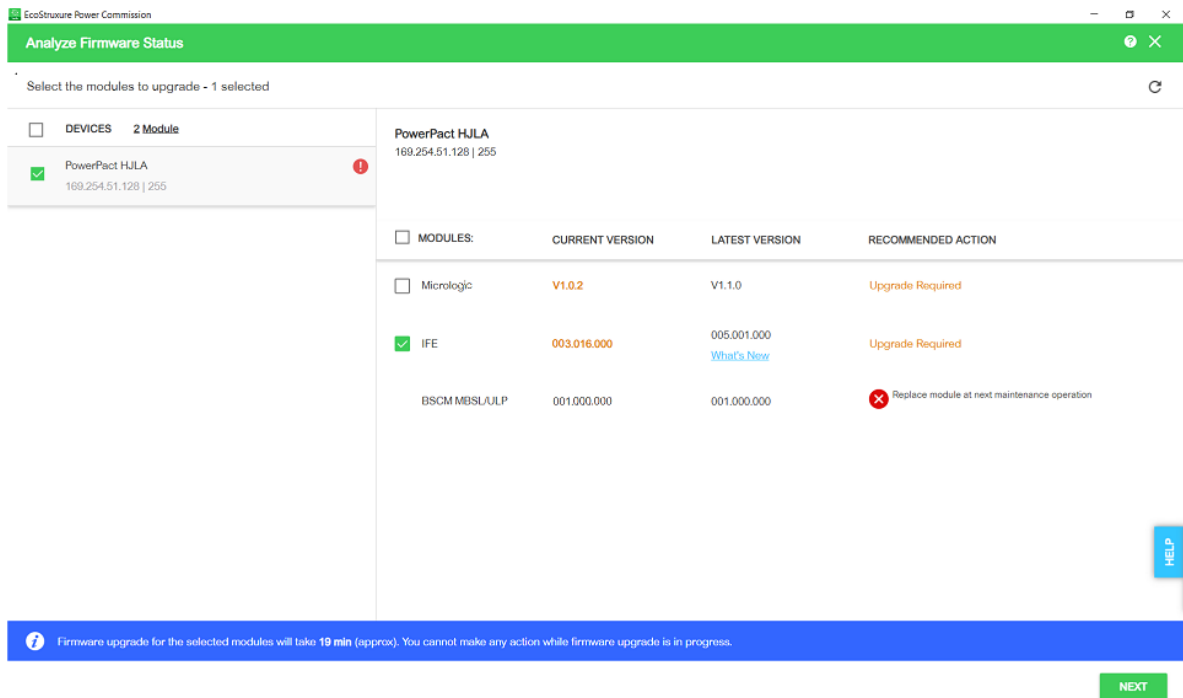 EcoStruxure Power Commission
Analyze Firmware Status
Select the modules to upgrade - 1 selected
DEVICES 2 Module
PowerPact HJLA
169.254.51.128 | 255
PowerPact HJLA
169.254.51.128 | 255
MODULES: CURRENT VERSION LATEST VERSION RECOMMENDED ACTION
Micrologic V1.0.2 V1.1.0 Upgrade Required
IFE 003.016.000 005.001.000 Upgrade Required
What's New
BSCM MBSL/ULP 001.000.000 001.000.000 Replace module at next maintenance operation
HELP
Firmware upgrade for the selected modules will take 19 min (approx). You cannot make any action while firmware upgrade is in progress.
NEXT